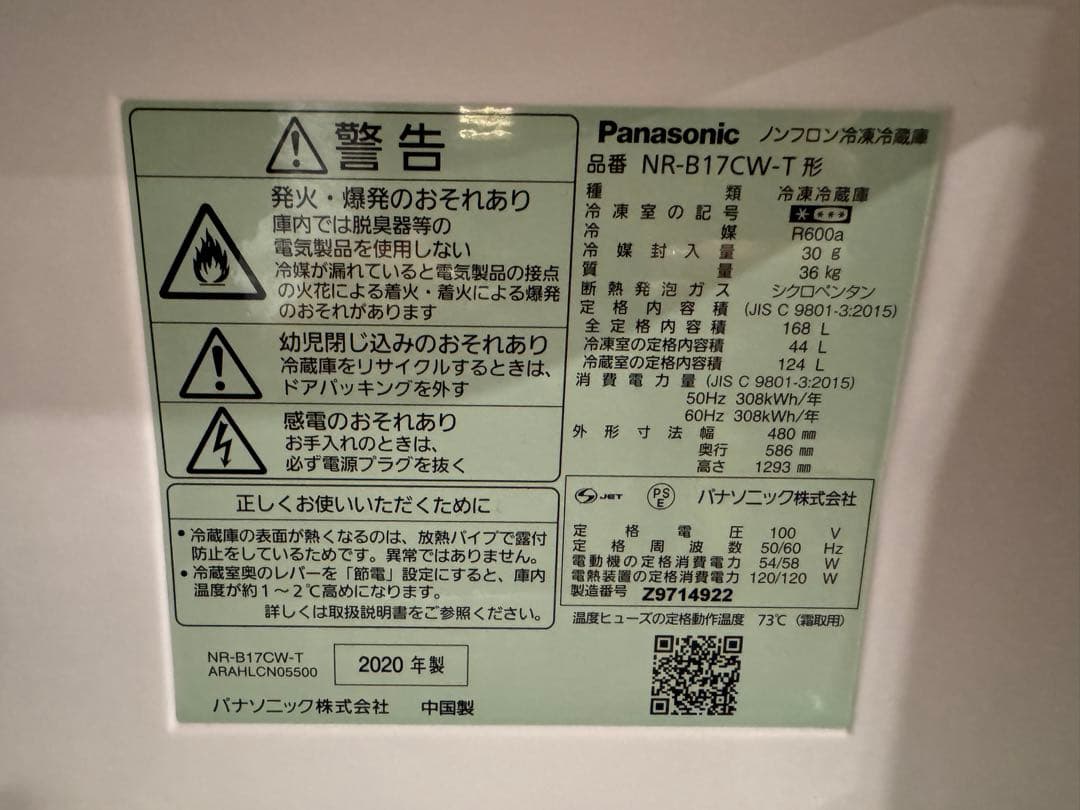 警告
発火・爆発のおそれあり
庫内では脱臭器等の
電気製品を使用しない
冷媒が漏れていると電気製品の接点
の火花による着火・着火による爆発
のおそれがあります
幼児閉じ込みのおそれあり
冷蔵庫をリサイクルするときは、
ドアパッキングを外す
感電のおそれあり
お手入れのときは、
必ず電源プラグを抜く
正しくお使いいただくために
・冷蔵庫の表面が熱くなるのは、放熱パイプで露付
防止をしているためです。異常ではありません。
・冷蔵室奥のレバーを「節電」設定にすると、庫内
温度が約1~2℃高めになります。
詳しくは取扱説明書をご参照ください。
NR-B17CW-T
ARAHLCN05500
2020 年製
パナソニック株式会社 中国製
Panasonic ノンフロン冷凍冷蔵庫
品番 NR-B17CW-T 形
種類 冷凍冷蔵庫
冷凍室の記号 ****
冷媒 R600a
冷媒封入量 30 g
質量 36 kg
断熱発泡ガス シクロペンタン
定格内容積 (JIS C 9801-3:2015)
全定格内容積 168 L
冷凍室の定格内容積 44 L
冷蔵室の定格内容積 124 L
消費電力量 (JIS C 9801-3:2015)
50Hz 308kWh/年
60Hz 308kWh/年
外形寸法 幅 480 mm
奥行 586 mm
高さ 1293 mm
JET PSE パナソニック株式会社
定格電圧 100 V
定格周波数 50/60 Hz
電動機の定格消費電力 54/58 W
電熱装置の定格消費電力 120/120 W
製造番号 Z9714922
温度ヒューズの定格動作温度 73℃ (霜取用)